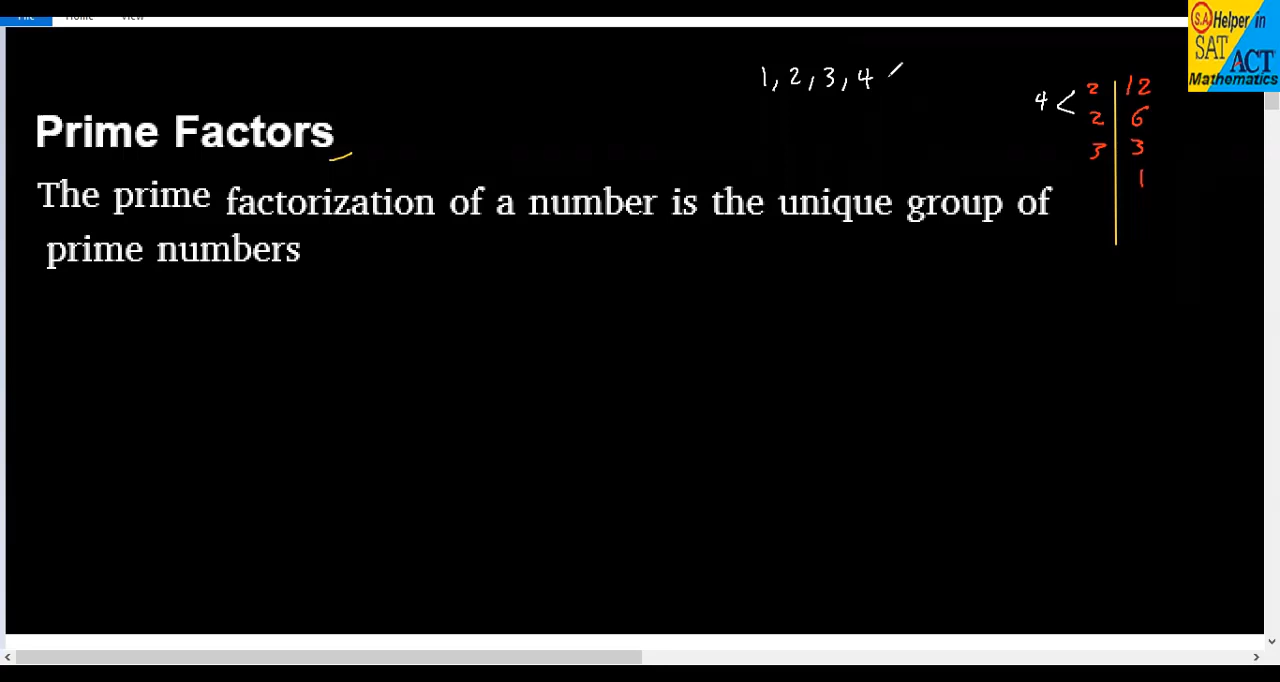 File Home View
S.A Helper in
SAT
ACT
Mathematics
1, 2, 3, 4
4 < 2 | 12
2 | 6
3 | 3
1
Prime Factors
The prime factorization of a number is the unique group of
prime numbers